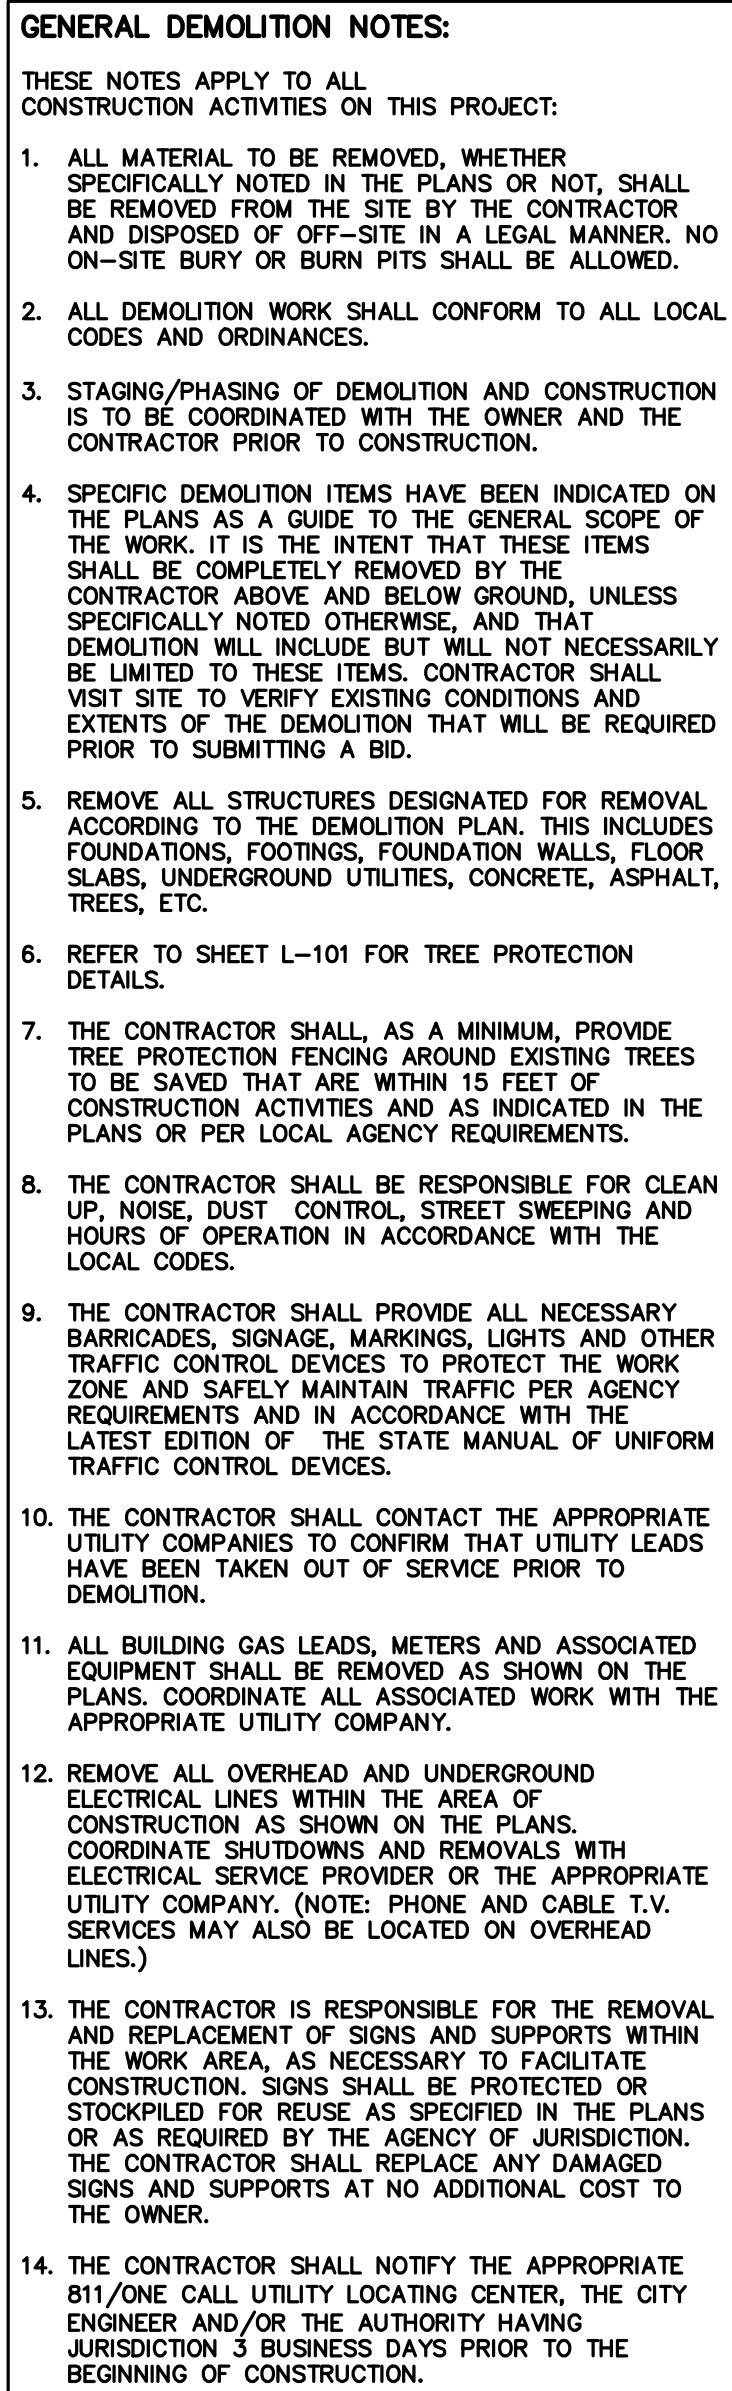 GENERAL DEMOLITION NOTES:
THESE NOTES APPLY TO ALL
CONSTRUCTION ACTIVITIES ON THIS PROJECT:
1. ALL MATERIAL TO BE REMOVED, WHETHER
SPECIFICALLY NOTED IN THE PLANS OR NOT, SHALL
BE REMOVED FROM THE SITE BY THE CONTRACTOR
AND DISPOSED OF OFF-SITE IN A LEGAL MANNER. NO
ON-SITE BURY OR BURN PITS SHALL BE ALLOWED.
2. ALL DEMOLITION WORK SHALL CONFORM TO ALL LOCAL
CODES AND ORDINANCES.
3. STAGING/PHASING OF DEMOLITION AND CONSTRUCTION
IS TO BE COORDINATED WITH THE OWNER AND THE
CONTRACTOR PRIOR TO CONSTRUCTION.
4. SPECIFIC DEMOLITION ITEMS HAVE BEEN INDICATED ON
THE PLANS AS A GUIDE TO THE GENERAL SCOPE OF
THE WORK. IT IS THE INTENT THAT THESE ITEMS
SHALL BE COMPLETELY REMOVED BY THE
CONTRACTOR ABOVE AND BELOW GROUND, UNLESS
SPECIFICALLY NOTED OTHERWISE, AND THAT
DEMOLITION WILL INCLUDE BUT WILL NOT NECESSARILY
BE LIMITED TO THESE ITEMS. CONTRACTOR SHALL
VISIT SITE TO VERIFY EXISTING CONDITIONS AND
EXTENTS OF THE DEMOLITION THAT WILL BE REQUIRED
PRIOR TO SUBMITTING A BID.
5. REMOVE ALL STRUCTURES DESIGNATED FOR REMOVAL
ACCORDING TO THE DEMOLITION PLAN. THIS INCLUDES
FOUNDATIONS, FOOTINGS, FOUNDATION WALLS, FLOOR
SLABS, UNDERGROUND UTILITIES, CONCRETE, ASPHALT,
TREES, ETC.
6. REFER TO SHEET L-101 FOR TREE PROTECTION
DETAILS.
7. THE CONTRACTOR SHALL, AS A MINIMUM, PROVIDE
TREE PROTECTION FENCING AROUND EXISTING TREES
TO BE SAVED THAT ARE WITHIN 15 FEET OF
CONSTRUCTION ACTIVITIES AND AS INDICATED IN THE
PLANS OR PER LOCAL AGENCY REQUIREMENTS.
8. THE CONTRACTOR SHALL BE RESPONSIBLE FOR CLEAN
UP, NOISE, DUST CONTROL, STREET SWEEPING AND
HOURS OF OPERATION IN ACCORDANCE WITH THE
LOCAL CODES.
9. THE CONTRACTOR SHALL PROVIDE ALL NECESSARY
BARRICADES, SIGNAGE, MARKINGS, LIGHTS AND OTHER
TRAFFIC CONTROL DEVICES TO PROTECT THE WORK
ZONE AND SAFELY MAINTAIN TRAFFIC PER AGENCY
REQUIREMENTS AND IN ACCORDANCE WITH THE
LATEST EDITION OF THE STATE MANUAL OF UNIFORM
TRAFFIC CONTROL DEVICES.
10. THE CONTRACTOR SHALL CONTACT THE APPROPRIATE
UTILITY COMPANIES TO CONFIRM THAT UTILITY LEADS
HAVE BEEN TAKEN OUT OF SERVICE PRIOR TO
DEMOLITION.
11. ALL BUILDING GAS LEADS, METERS AND ASSOCIATED
EQUIPMENT SHALL BE REMOVED AS SHOWN ON THE
PLANS. COORDINATE ALL ASSOCIATED WORK WITH THE
APPROPRIATE UTILITY COMPANY.
12. REMOVE ALL OVERHEAD AND UNDERGROUND
ELECTRICAL LINES WITHIN THE AREA OF
CONSTRUCTION AS SHOWN ON THE PLANS.
COORDINATE SHUTDOWNS AND REMOVALS WITH
ELECTRICAL SERVICE PROVIDER OR THE APPROPRIATE
UTILITY COMPANY. (NOTE: PHONE AND CABLE T.V.
SERVICES MAY ALSO BE LOCATED ON OVERHEAD
LINES.)
13. THE CONTRACTOR IS RESPONSIBLE FOR THE REMOVAL
AND REPLACEMENT OF SIGNS AND SUPPORTS WITHIN
THE WORK AREA, AS NECESSARY TO FACILITATE
CONSTRUCTION. SIGNS SHALL BE PROTECTED OR
STOCKPILED FOR REUSE AS SPECIFIED IN THE PLANS
OR AS REQUIRED BY THE AGENCY OF JURISDICTION.
THE CONTRACTOR SHALL REPLACE ANY DAMAGED
SIGNS AND SUPPORTS AT NO ADDITIONAL COST TO
THE OWNER.
14. THE CONTRACTOR SHALL NOTIFY THE APPROPRIATE
811/ONE CALL UTILITY LOCATING CENTER, THE CITY
ENGINEER AND/OR THE AUTHORITY HAVING
JURISDICTION 3 BUSINESS DAYS PRIOR TO THE
BEGINNING OF CONSTRUCTION.